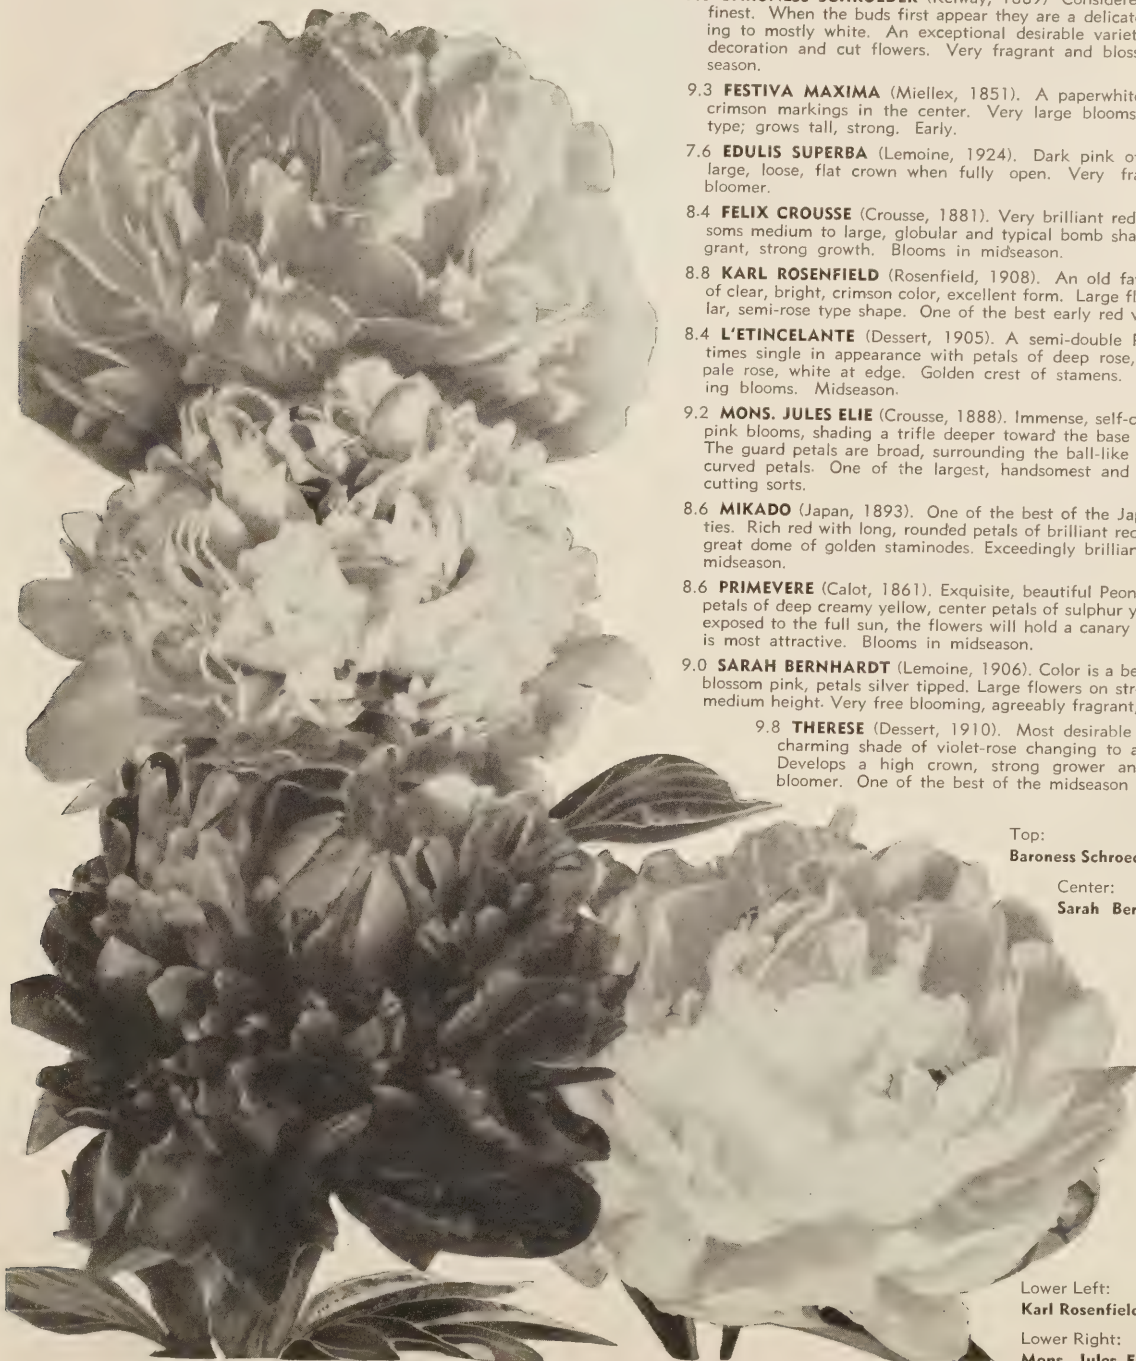 finest. When the buds first appear they are a delicat
ing to mostly white. An exceptional desirable variet
decoration and cut flowers. Very fragrant and blos
season.
9.3 FESTIVA MAXIMA (Miellex, 1851). A paperwhite
crimson markings in the center. Very large blooms
type; grows tall, strong. Early.
7.6 EDULIS SUPERBA (Lemoine, 1924). Dark pink o
large, loose, flat crown when fully open. Very fra
bloomer.
8.4 FELIX CROUSSE (Crousse, 1881). Very brilliant red
soms medium to large, globular and typical bomb sha
grant, strong growth. Blooms in midseason.
8.8 KARL ROSENFIELD (Rosenfield, 1908). An old fa
of clear, bright, crimson color, excellent form. Large fl
lar, semi-rose type shape. One of the best early red v
8.4 L'ETINCELANTE (Dessert, 1905). A semi-double
times single in appearance with petals of deep rose,
pale rose, white at edge. Golden crest of stamens.
ing blooms. Midseason.
9.2 MONS. JULES ELIE (Crousse, 1888). Immense, self-c
pink blooms, shading a trifle deeper toward the base
The guard petals are broad, surrounding the ball-like
curved petals. One of the largest, handsomest and
cutting sorts.
8.6 MIKADO (Japan, 1893). One of the best of the Jap
ties. Rich red with long, rounded petals of brilliant red
great dome of golden staminodes. Exceedingly brillian
midseason.
8.6 PRIMEVERE (Calot, 1861). Exquisite, beautiful Peon
petals of deep creamy yellow, center petals of sulphur y
exposed to the full sun, the flowers will hold a canary
is most attractive. Blooms in midseason.
9.0 SARAH BERNHARDT (Lemoine, 1906). Color is a be
blossom pink, petals silver tipped. Large flowers on str
medium height. Very free blooming, agreeably fragrant,
9.8 THERESE (Dessert, 1910). Most desirable
charming shade of violet-rose changing to a
Develops a high crown, strong grower an
bloomer. One of the best of the midseason
Top:
Baroness Schroe
Center:
Sarah Ber
Lower Left:
Karl Rosenfield
Lower Right:
Mons. Jules E